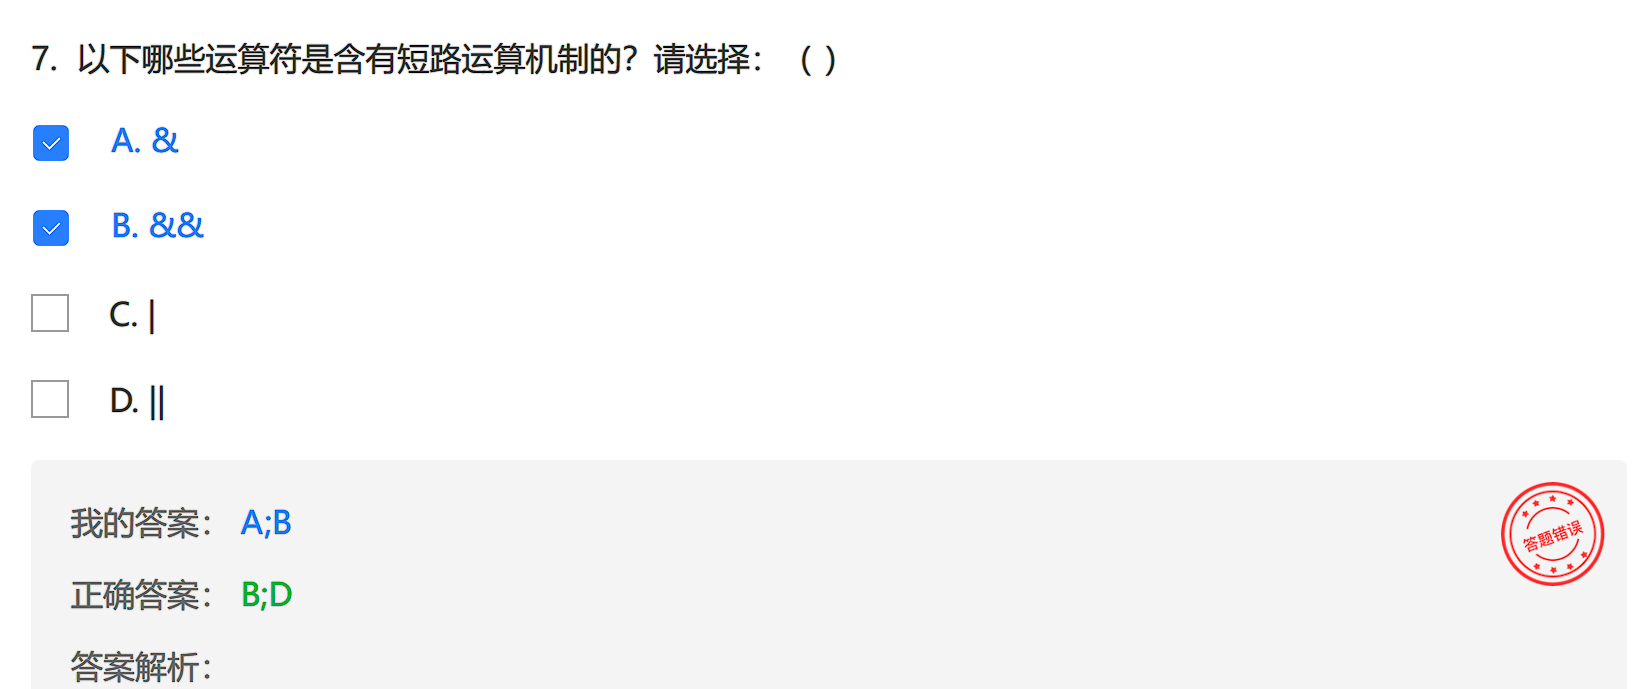 7. 以下哪些运算符是含有短路运算机制的？请选择：（ ）
A. &
B. &&
C. |
D. ||
我的答案： A;B
答题错误
正确答案： B;D
答案解析：